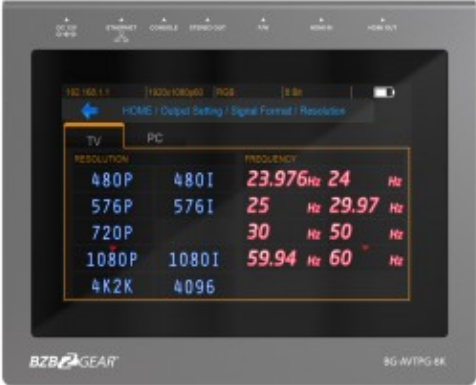 DC 12V ETHERNET CONSOLE STEREO OUT F/W HDMI IN HDMI OUT
192.168.1.1 1920x1080p60 RGB 8 Bit
HOME / Output Setting / Signal Format / Resolution
TV PC
RESOLUTION FREQUENCY
480P 480I 23.976 Hz 24 Hz
576P 576I 25 Hz 29.97 Hz
720P 30 Hz 50 Hz
1080P 1080I 59.94 Hz 60 Hz
4K2K 4096
BZBGEAR BG-AVTPG-8K